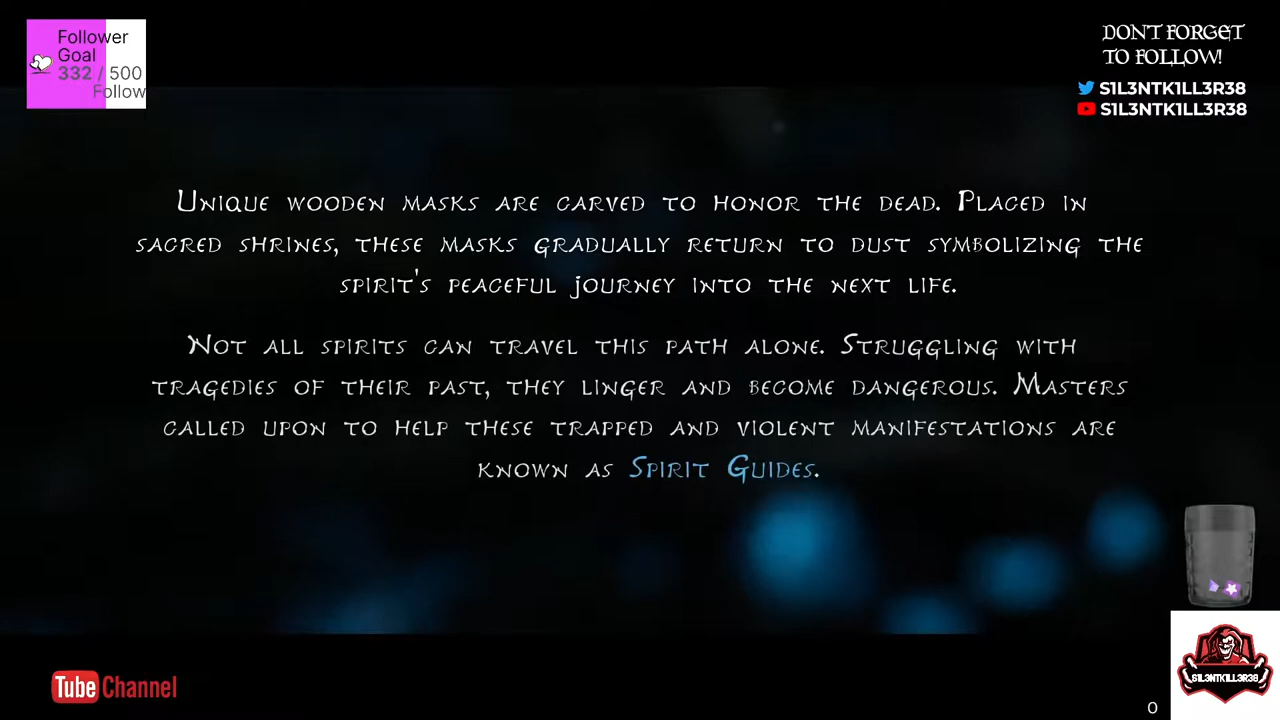 Follower
Goal
332 / 500
Follow
DON'T FORGET
TO FOLLOW!
S1L3NTK1LL3R38
S1L3NTK1LL3R38
Unique wooden masks are carved to honor the dead. Placed in
sacred shrines, these masks gradually return to dust symbolizing the
spirit's peaceful journey into the next life.
Not all spirits can travel this path alone. Struggling with
tragedies of their past, they linger and become dangerous. Masters
called upon to help these trapped and violent manifestations are
known as Spirit Guides.
Tube Channel
S1L3NTK1LL3R38
0